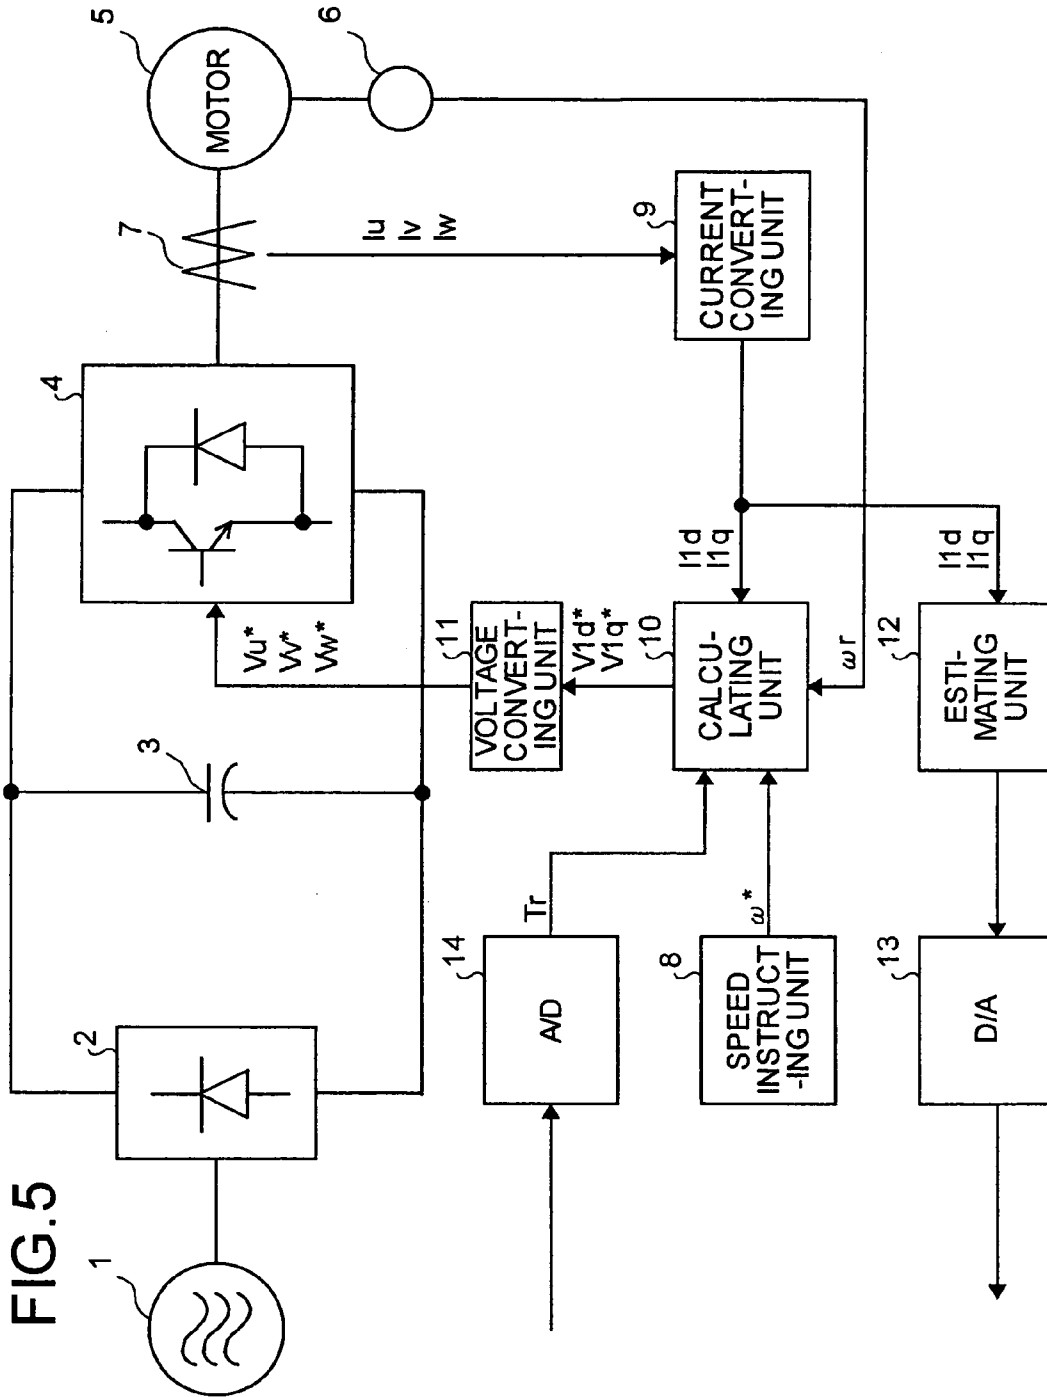 FIG.5
1
2
3
4
5
MOTOR
6
7
Iu
Iv
Iw
9
CURRENT
CONVERT-
ING UNIT
Vu*
Vv*
Vw*
11
VOLTAGE
CONVERT-
ING UNIT
V1d*
V1q*
10
CALCU-
LATING
UNIT
I1d
I1q
ωr
I1d
I1q
12
ESTI-
MATING
UNIT
14
A/D
Tr
8
SPEED
INSTRUCT
-ING UNIT
ω*
13
D/A